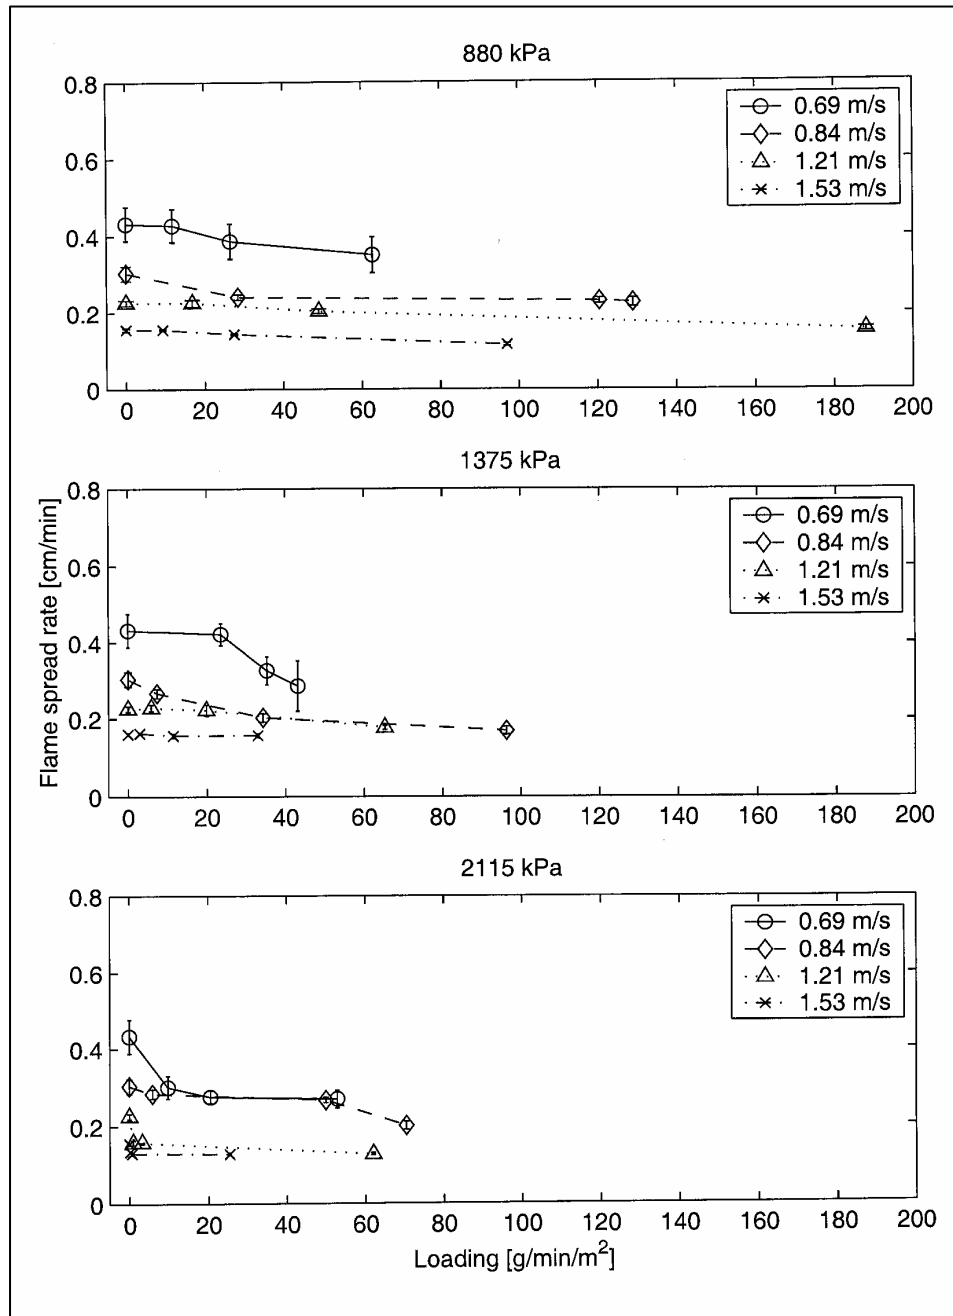 880 kPa
0.8
0.6
0.4
0.2
0
0.69 m/s
0.84 m/s
1.21 m/s
1.53 m/s
0 20 40 60 80 100 120 140 160 180 200
1375 kPa
0.8
0.6
0.4
0.2
0
Flame spread rate [cm/min]
0.69 m/s
0.84 m/s
1.21 m/s
1.53 m/s
0 20 40 60 80 100 120 140 160 180 200
2115 kPa
0.8
0.6
0.4
0.2
0
0.69 m/s
0.84 m/s
1.21 m/s
1.53 m/s
0 20 40 60 80 100 120 140 160 180 200
Loading [g/min/m²]